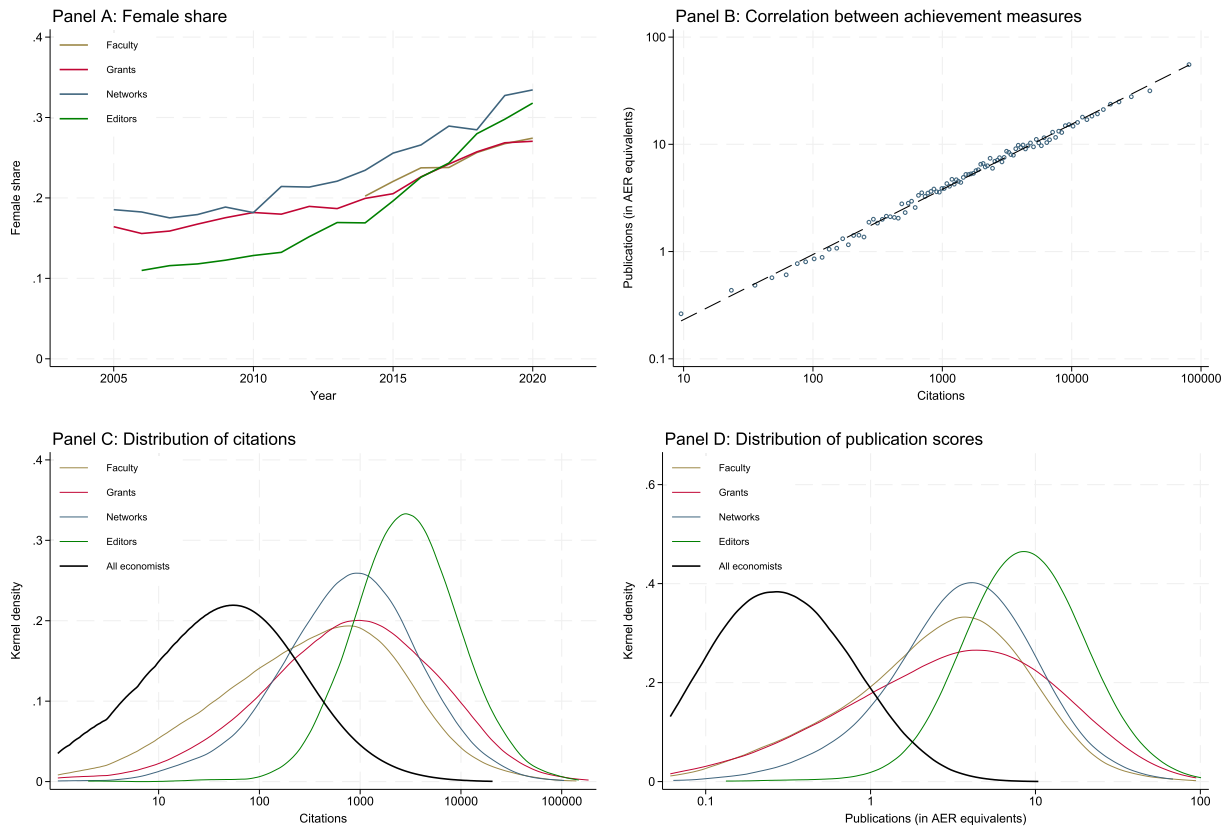 Panel A: Female share
.4
.3
.2
.1
0
Female share
Faculty
Grants
Networks
Editors
2005
2010
2015
2020
Year
Panel B: Correlation between achievement measures
100
10
1
0.1
Publications (in AER equivalents)
10
100
1000
10000
100000
Citations
Panel C: Distribution of citations
.4
.3
.2
.1
0
Kernel density
Faculty
Grants
Networks
Editors
All economists
10
100
1000
10000
100000
Citations
Panel D: Distribution of publication scores
.6
.4
.2
0
Kernel density
Faculty
Grants
Networks
Editors
All economists
0.1
1
10
100
Publications (in AER equivalents)